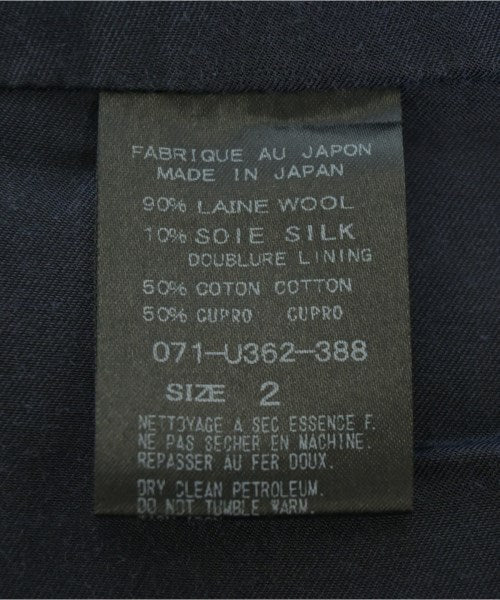 FABRIQUE AU JAPON
MADE IN JAPAN
90% LAINE WOOL
10% SOIE SILK
DOUBLURE LINING
50% COTON COTTON
50% CUPRO CUPRO
071-U362-388
SIZE 2
NETTOYAGE A SEC ESSENCE F.
NE PAS SECHER EN MACHINE.
REPASSER AU FER DOUX.
DRY CLEAN PETROLEUM.
DO NOT TUMBLE WARM.